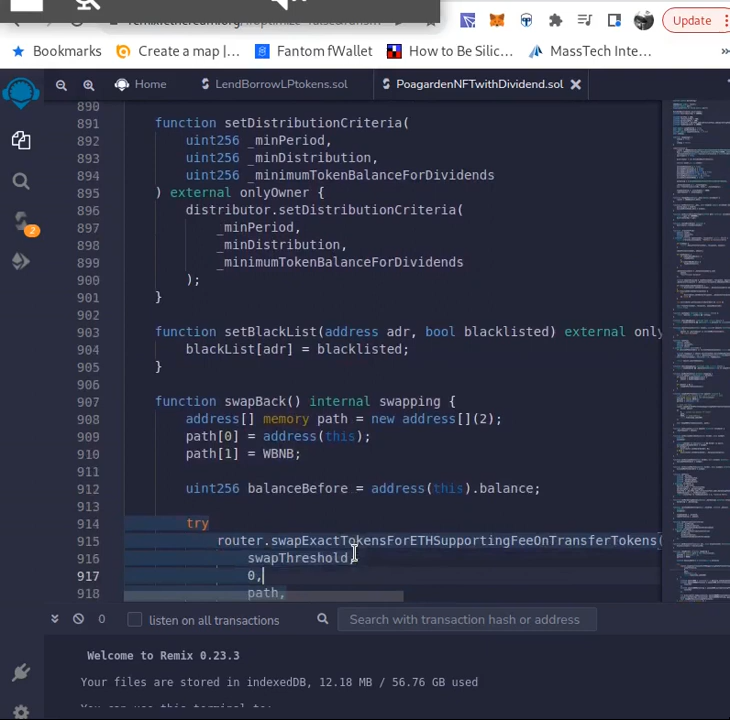 Update
Bookmarks
Create a map |...
Fantom fWallet
How to Be Silic...
MassTech Inte...
Home
LendBorrowLPtokens.sol
PoagardenNFTwithDividend.sol
890
891 function setDistributionCriteria(
892 uint256 _minPeriod,
893 uint256 _minDistribution,
894 uint256 _minimumTokenBalanceForDividends
895 ) external onlyOwner {
896 distributor.setDistributionCriteria(
897 _minPeriod,
898 _minDistribution,
899 _minimumTokenBalanceForDividends
900 );
901 }
902
903 function setBlackList(address adr, bool blacklisted) external only
904 blackList[adr] = blacklisted;
905 }
906
907 function swapBack() internal swapping {
908 address[] memory path = new address[](2);
909 path[0] = address(this);
910 path[1] = WBNB;
911
912 uint256 balanceBefore = address(this).balance;
913
914 try
915 router.swapExactTokensForETHSupportingFeeOnTransferTokens(
916 swapThreshold,
917 0,
918 path,
2
0
listen on all transactions
Search with transaction hash or address
Welcome to Remix 0.23.3
Your files are stored in indexedDB, 12.18 MB / 56.76 GB used